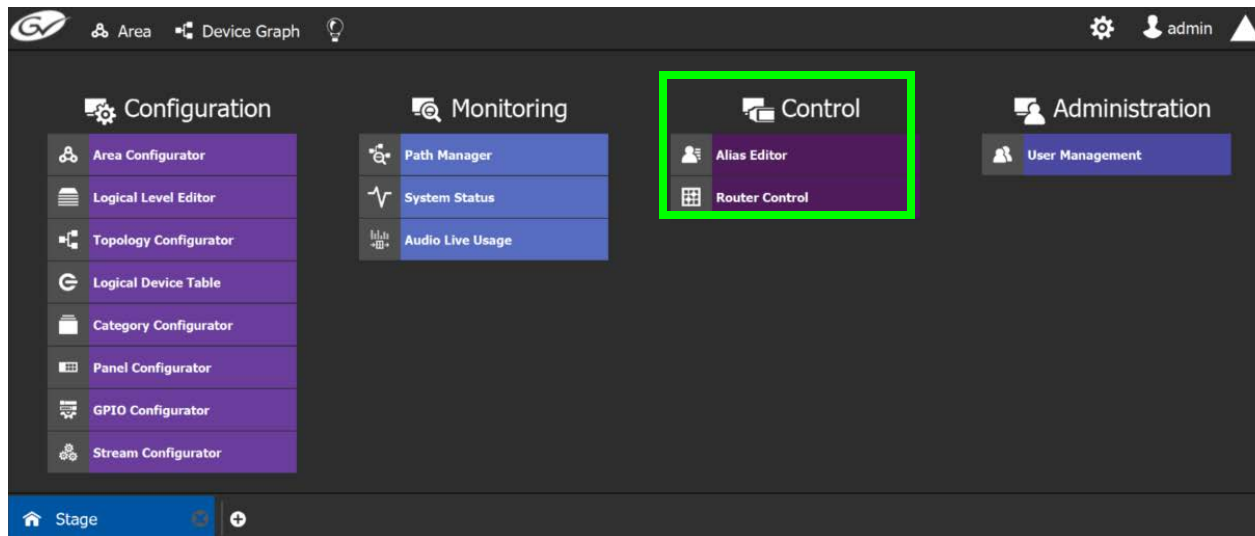 GV Area Device Graph admin
Configuration
Area Configurator
Logical Level Editor
Topology Configurator
Logical Device Table
Category Configurator
Panel Configurator
GPIO Configurator
Stream Configurator
Monitoring
Path Manager
System Status
Audio Live Usage
Control
Alias Editor
Router Control
Administration
User Management
Stage